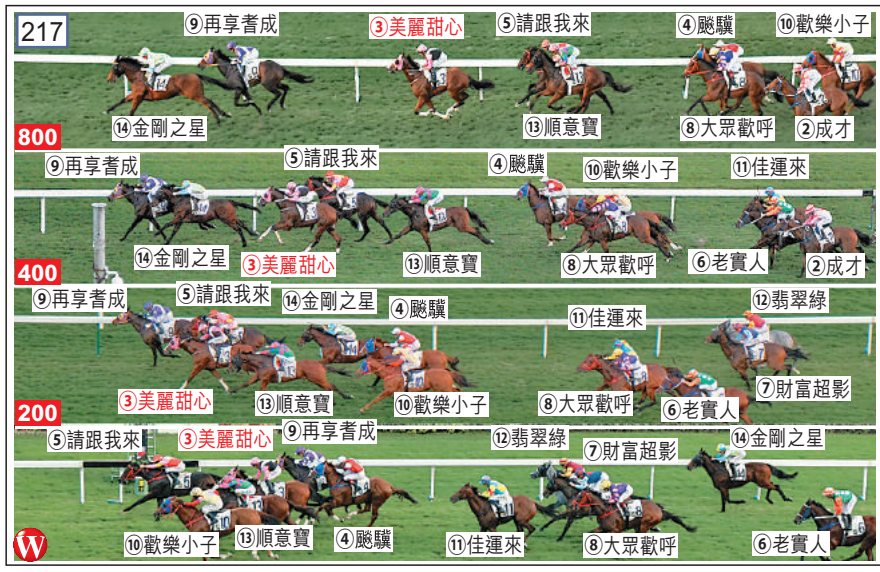 217
⑨再享耆成
③美麗甜心
⑤請跟我來
④飈驥
⑩歡樂小子
⑭金剛之星
⑬順意寶
⑧大眾歡呼
②成才
800
⑨再享耆成
⑤請跟我來
④飈驥
⑩歡樂小子
⑪佳運來
⑭金剛之星
③美麗甜心
⑬順意寶
⑧大眾歡呼
⑥老實人
②成才
400
⑨再享耆成
⑤請跟我來
⑭金剛之星
④飈驥
⑪佳運來
⑫翡翠綠
③美麗甜心
⑬順意寶
⑩歡樂小子
⑧大眾歡呼
⑥老實人
⑦財富超影
200
⑤請跟我來
③美麗甜心
⑨再享耆成
⑫翡翠綠
⑦財富超影
⑭金剛之星
⑩歡樂小子
⑬順意寶
④飈驥
⑪佳運來
⑧大眾歡呼
⑥老實人
W